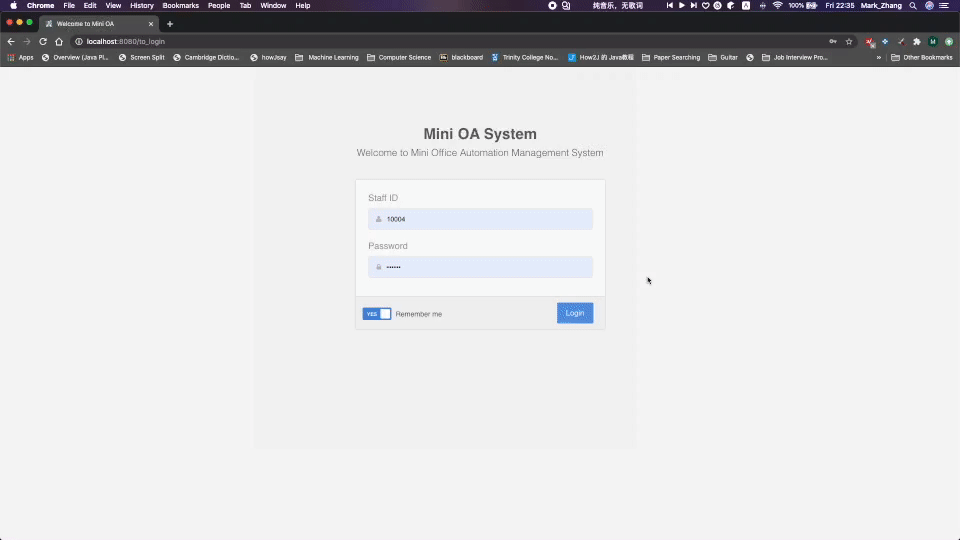 Chrome File Edit View History Bookmarks People Tab Window Help 纯音乐，无歌词 A 100% Fri 22:35 Mark_Zhang
Welcome to Mini OA
localhost:8080/to_login M
Apps Overview (Java Pl... Screen Split Cambridge Dictio... howJsay Machine Learning Computer Science blackboard Trinity College No... How2J 的 Java教程 Paper Searching Guitar Job Interview Pro... » Other Bookmarks
Mini OA System
Welcome to Mini Office Automation Management System
Staff ID
10004
Password
••••••
YES Remember me Login